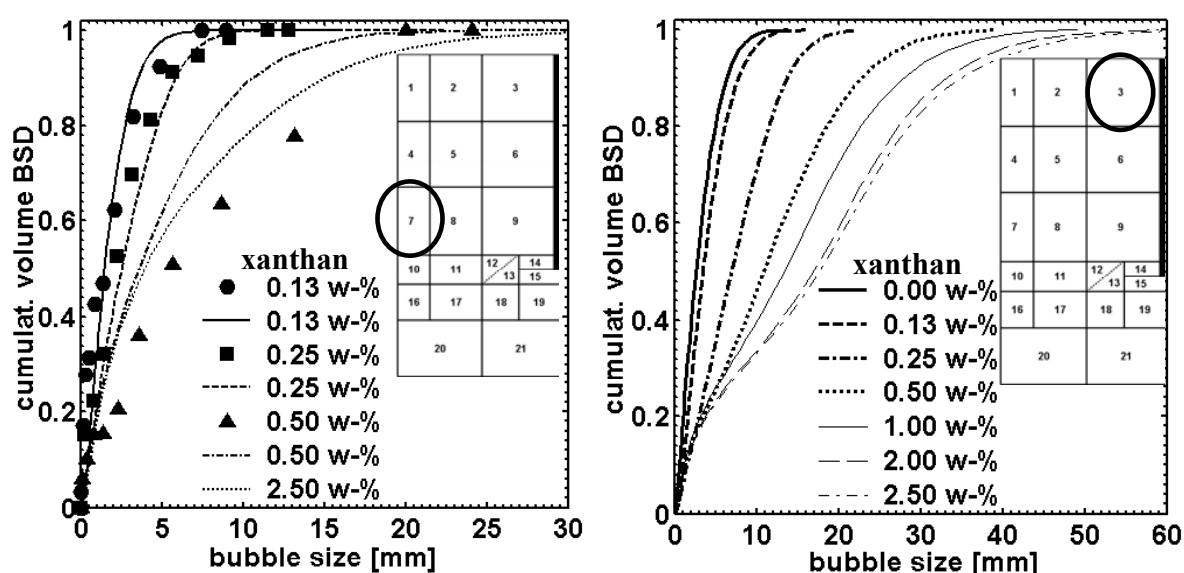 cumulat. volume BSD
1
0.8
0.6
0.4
0.2
0
0 5 10 15 20 25 30
bubble size [mm]
xanthan
0.13 w-%
0.13 w-%
0.25 w-%
0.25 w-%
0.50 w-%
0.50 w-%
2.50 w-%
1 2 3
4 5 6
7 8 9
10 11 12 13 14 15
16 17 18 19
20 21
cumulat. volume BSD
1
0.8
0.6
0.4
0.2
0
0 10 20 30 40 50 60
bubble size [mm]
xanthan
0.00 w-%
0.13 w-%
0.25 w-%
0.50 w-%
1.00 w-%
2.00 w-%
2.50 w-%
1 2 3
4 5 6
7 8 9
10 11 12 13 14 15
16 17 18 19
20 21